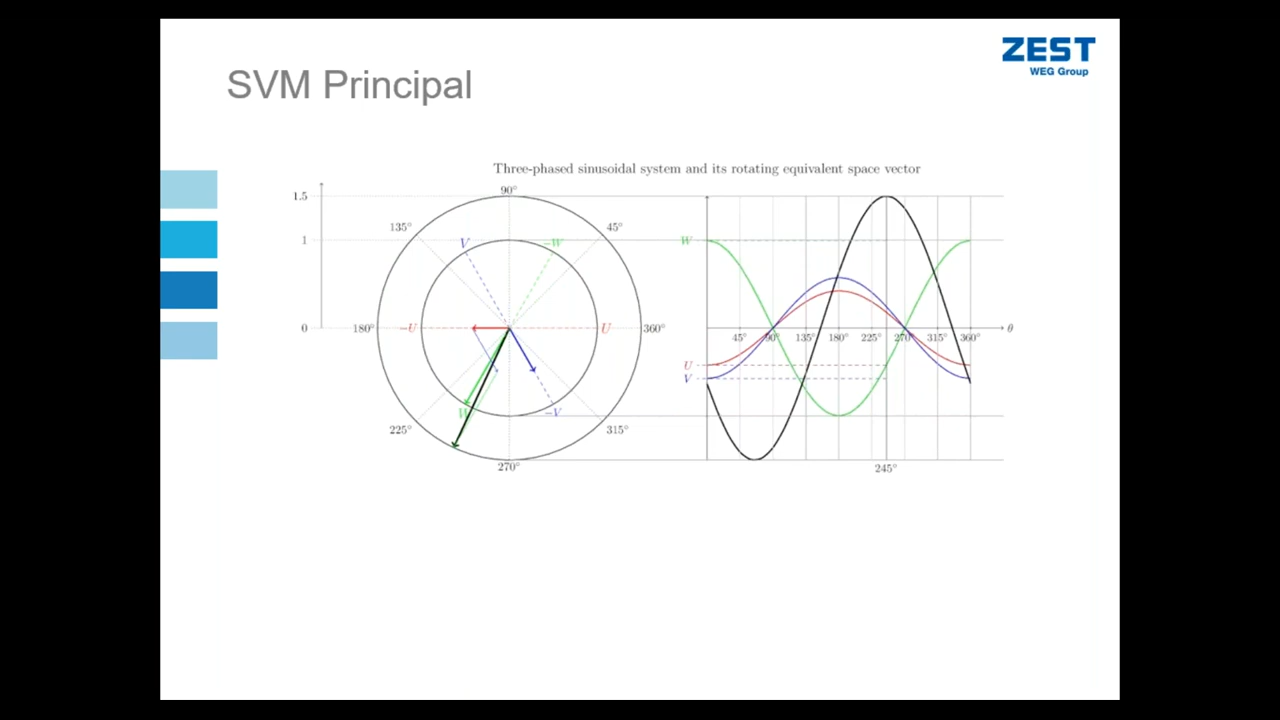 ZEST
WEG Group
SVM Principal
Three-phased sinusoidal system and its rotating equivalent space vector
1.5
1
0
90°
135°
45°
V
−W
180°
−U
U
360°
W
−V
225°
315°
270°
W
U
V
45°
90°
135°
180°
225°
270°
315°
360°
θ
245°